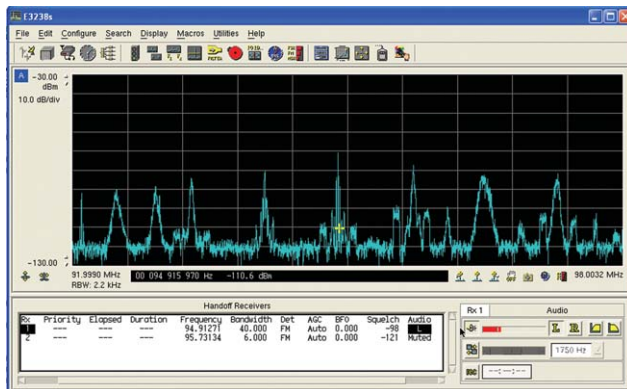 E3238s
File Edit Configure Search Display Macros Utilities Help
A -30.00
dBm
10.0 dB/div
-130.00
91.9990 MHz 00 094 915 970 Hz -110.6 dBm 98.0032 MHz
RBW: 2.2 kHz
Handoff Receivers
Rx Priority Elapsed Duration Frequency Bandwidth Det AGC BFO Squelch Audio
1 --- --- --- 94.91271 40.000 FM Auto 0.000 -98 L
2 --- --- --- 95.73134 6.000 FM Auto 0.000 -121 Muted
Rx 1 Audio
L R
1750 Hz
REC --:--:--